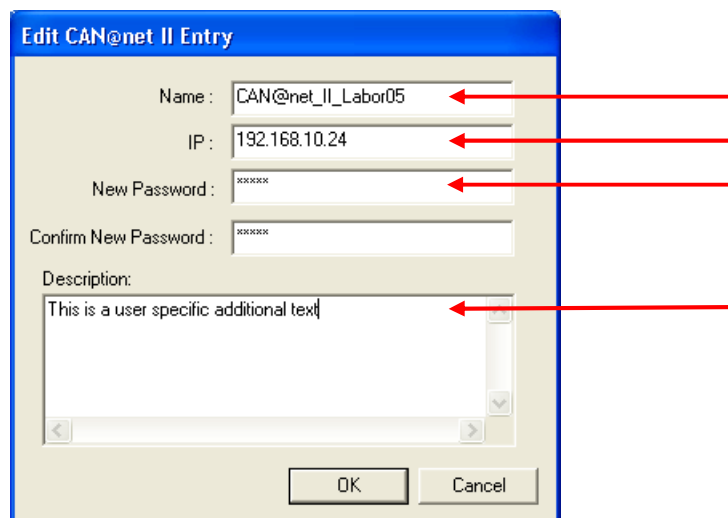 Edit CAN@net II Entry
Name : CAN@net_II_Labor05
IP : 192.168.10.24
New Password : *****
Confirm New Password : *****
Description:
This is a user specific additional text
OK Cancel